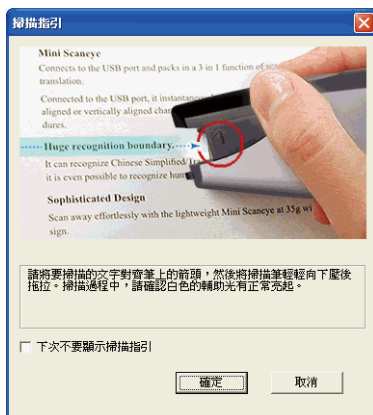 掃描指引
Mini Scaneye
Connects to the USB port and packs in a 3 in 1 function of
translation.
Connected to the USB port, it
aligned or vertically aligned
dures.
Huge recognition boundary.
It can recognize Chinese Simplified/
it is even possible to recognize
Sophisticated Design
Scan away effortlessly with the lightweight Mini Scaneye at 35g
sign.
請將要掃描的文字對齊筆上的箭頭，然後將掃描筆輕輕向下壓後
拖拉。掃描過程中，請確認白色的輔助光有正常亮起。
下次不要顯示掃描指引
確定
取消